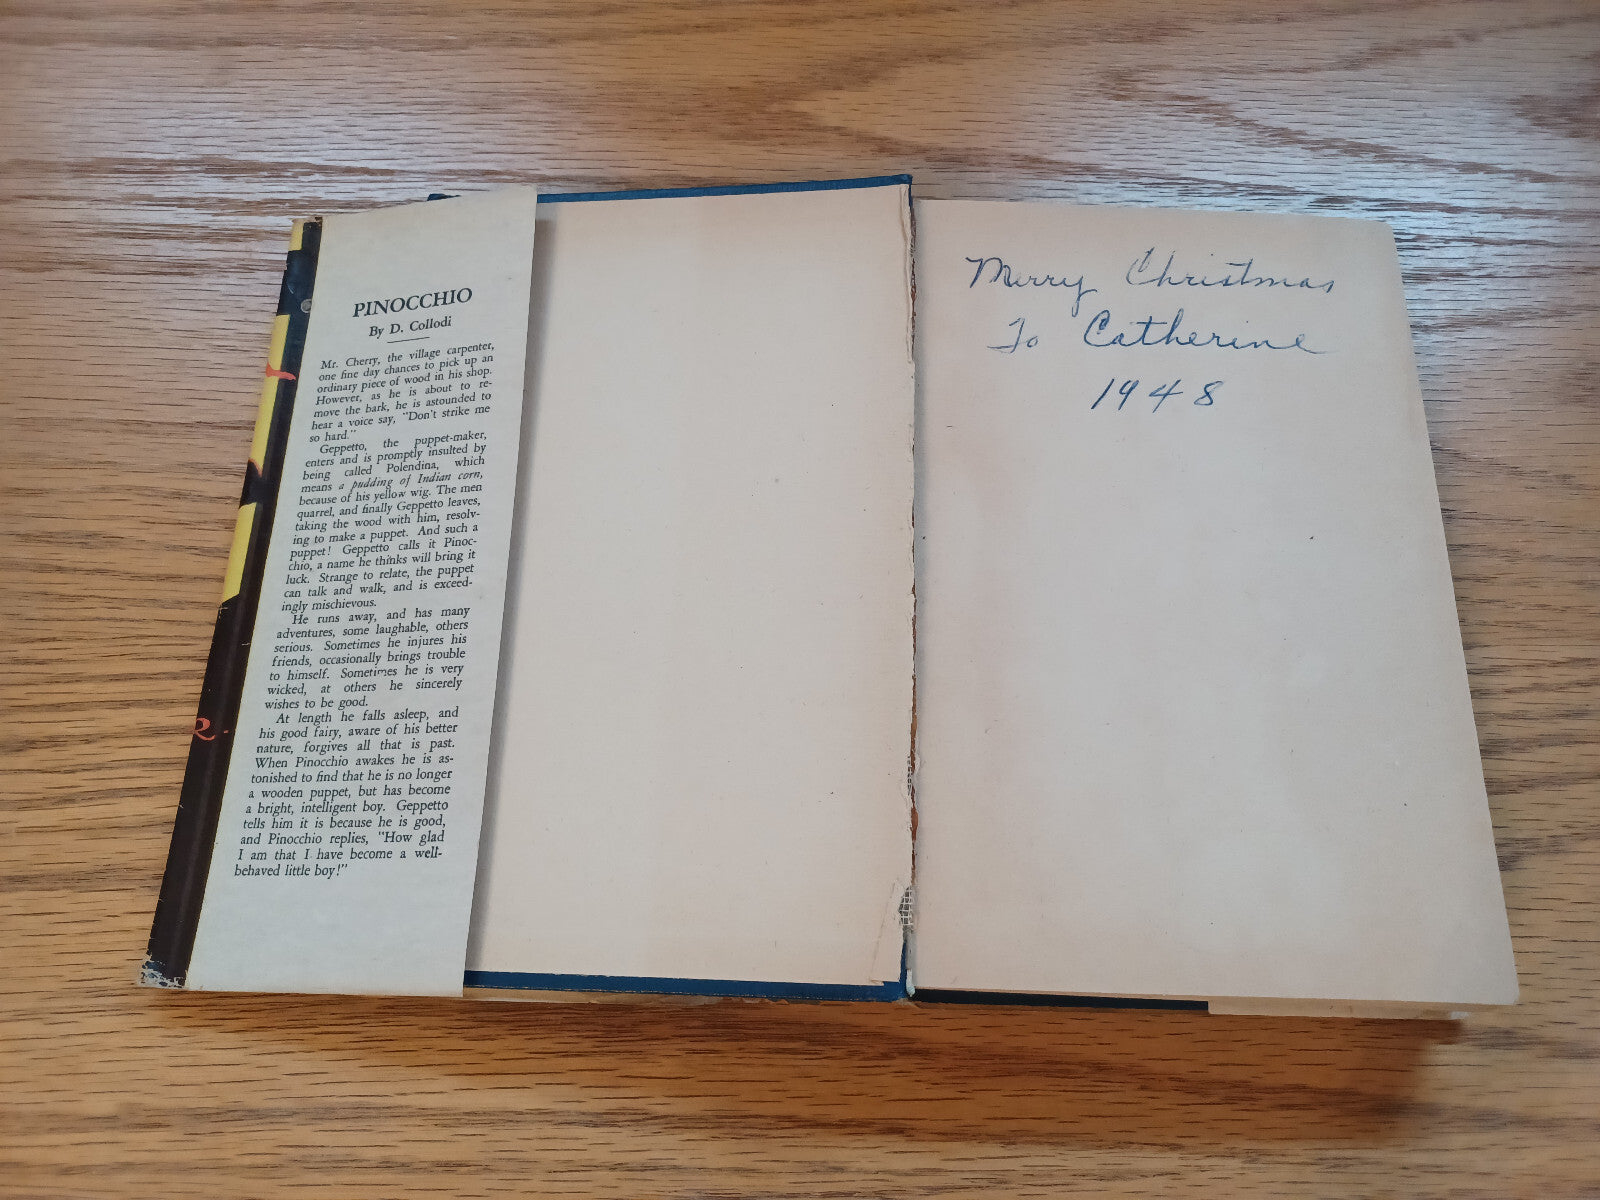 PINOCCHIO
By D. Collodi
Mr. Cherry, the village carpenter,
one fine day chances to pick up an
ordinary piece of wood in his shop.
However, as he is about to re-
move the bark, he is astounded to
hear a voice say, "Don't strike me
so hard."
Geppetto, the puppet-maker,
enters and is promptly insulted by
being called Polendina, which
means a pudding of Indian corn,
because of his yellow wig. The men
quarrel, and finally Geppetto leaves,
taking the wood with him, resolv-
ing to make a puppet. And such a
puppet! Geppetto calls it Pinoc-
chio, a name he thinks will bring it
luck. Strange to relate, the puppet
can talk and walk, and is exceed-
ingly mischievous.
He runs away, and has many
adventures, some laughable, others
serious. Sometimes he injures his
friends, occasionally brings trouble
to himself. Sometimes he is very
wicked, at others he sincerely
wishes to be good.
At length he falls asleep, and
his good fairy, aware of his better
nature, forgives all that is past.
When Pinocchio awakes he is as-
tonished to find that he is no longer
a wooden puppet, but has become
a bright, intelligent boy. Geppetto
tells him it is because he is good,
and Pinocchio replies, "How glad
I am that I have become a well-
behaved little boy!"
R.
Merry Christmas
To Catherine
1948